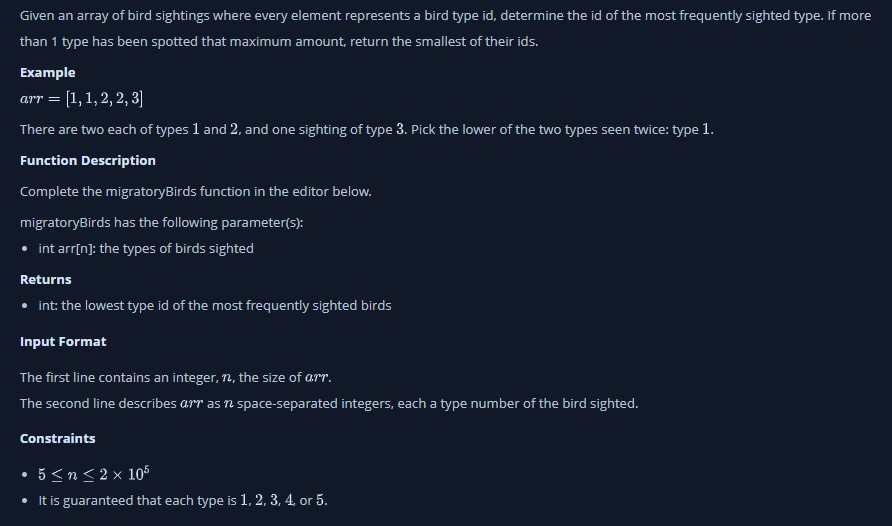 Given an array of bird sightings where every element represents a bird type id, determine the id of the most frequently sighted type. If more
than 1 type has been spotted that maximum amount, return the smallest of their ids.
Example
arr = [1, 1, 2, 2, 3]
There are two each of types 1 and 2, and one sighting of type 3. Pick the lower of the two types seen twice: type 1.
Function Description
Complete the migratoryBirds function in the editor below.
migratoryBirds has the following parameter(s):
• int arr[n]: the types of birds sighted
Returns
• int: the lowest type id of the most frequently sighted birds
Input Format
The first line contains an integer, n, the size of arr.
The second line describes arr as n space-separated integers, each a type number of the bird sighted.
Constraints
• 5 ≤ n ≤ 2 × 10⁵
• It is guaranteed that each type is 1, 2, 3, 4, or 5.